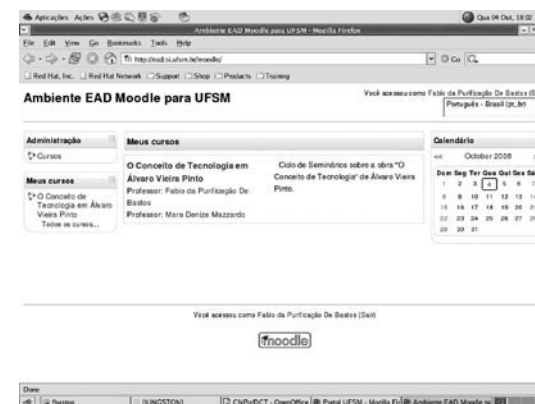 Aplicações Ações Qua 04 Out, 18:02
Ambiente EAD Moodle para UFSM - Mozilla Firefox
File Edit View Go Bookmarks Tools Help
http://ead.si.ufsm.br/moodle/ Go
Red Hat, Inc. Red Hat Network Support Shop Products Training
Ambiente EAD Moodle para UFSM
Você acessou como Fabio da Purificação De Bastos
Português - Brasil (pt_br)
Administração
Cursos
Meus cursos
O Conceito de
Tecnologia em Álvaro
Vieira Pinto
Todos os cursos...
Meus cursos
O Conceito de Tecnologia em
Álvaro Vieira Pinto
Professor: Fabio da Purificação De
Bastos
Professor: Mara Denize Mazzardo
Ciclo de Seminários sobre a obra "O
Conceito de Tecnologia" de Álvaro Vieira
Pinto.
Calendário
<< October 2006
Dom Seg Ter Qua Qui Sex
1 2 3 4 5 6 7
8 9 10 11 12 13
15 16 17 18 19 20
22 23 24 25 26 27
29 30 31
Você acessou como Fabio da Purificação De Bastos (Sair)
moodle
Done
Bastos [KINGSTON] CNPq/DCT - OpenOffice Portal UFSM - Mozilla Fir Ambiente EAD Moodle